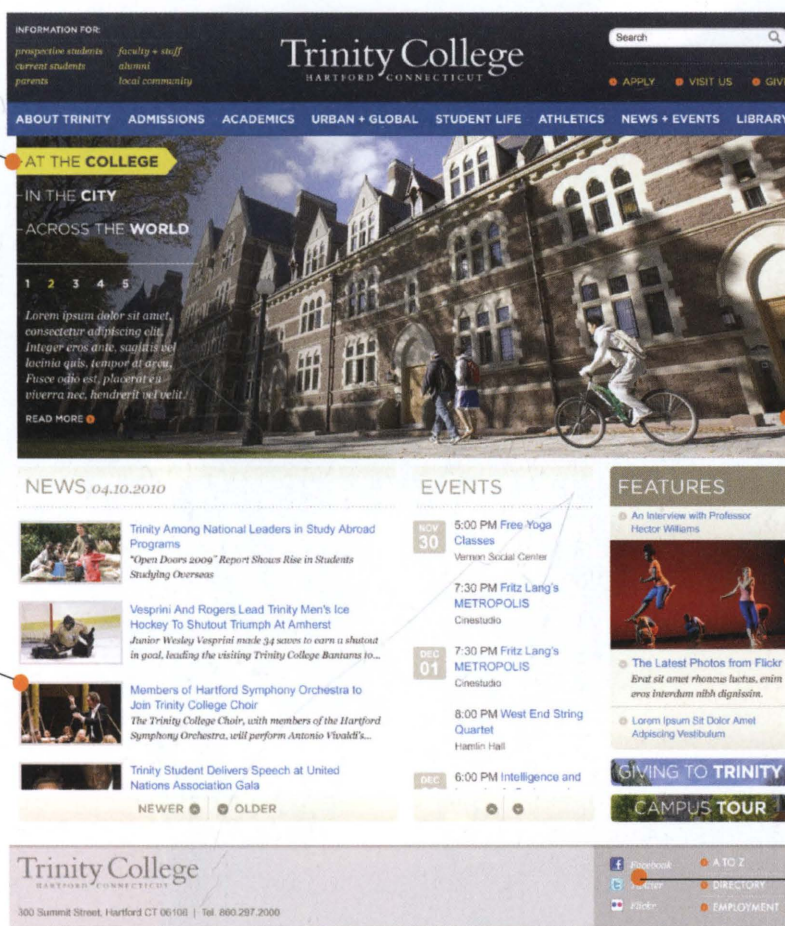 INFORMATION FOR:
prospective students faculty + staff
current students alumni
parents local community
Trinity College
HARTFORD CONNECTICUT
Search
APPLY VISIT US
ABOUT TRINITY ADMISSIONS ACADEMICS URBAN + GLOBAL STUDENT LIFE ATHLETICS NEWS + EVENTS LIBRARY
AT THE COLLEGE
IN THE CITY
ACROSS THE WORLD
1 2 3 4 5
Lorem ipsum dolor sit amet,
consectetur adipiscing elit.
Integer eros ante, sagittis vel
locinia quis, tempor at arcu.
Fusce odio est, placerat eu
viverra nec, hendrerit vel velit.
READ MORE
NEWS 04.10.2010
Trinity Among National Leaders in Study Abroad
Programs
"Open Doors 2009" Report Shows Rise in Students
Studying Overseas
Vesprini And Rogers Lead Trinity Men's Ice
Hockey To Shutout Triumph At Amherst
Junior Wesley Vesprini made 34 saves to earn a shutout
in goal, leading the visiting Trinity College Bantams to...
Members of Hartford Symphony Orchestra to
Join Trinity College Choir
The Trinity College Choir, with members of the Hartford
Symphony Orchestra, will perform Antonio Vivaldi's...
Trinity Student Delivers Speech at United
Nations Association Gala
NEWER OLDER
EVENTS
NOV
30
5:00 PM Free Yoga
Classes
Vernon Social Center
7:30 PM Fritz Lang's
METROPOLIS
Cinestudio
DEC
01
7:30 PM Fritz Lang's
METROPOLIS
Cinestudio
8:00 PM West End String
Quartet
Hamlin Hall
DEC
6:00 PM Intelligence and
FEATURES
An Interview with Professor
Hector Williams
The Latest Photos from Flickr
Erat sit amet rhoncus luctus, enim
eros interdum nibh dignissim.
Lorem Ipsum Sit Dolor Amet
Adpiscing Vestibulum
GIVING TO TRINITY
CAMPUS TOUR
Trinity College
HARTFORD CONNECTICUT
300 Summit Street, Hartford CT 06106 | Tel. 860.297.2000
Facebook A TO Z
Twitter DIRECTORY
Flickr EMPLOYMENT